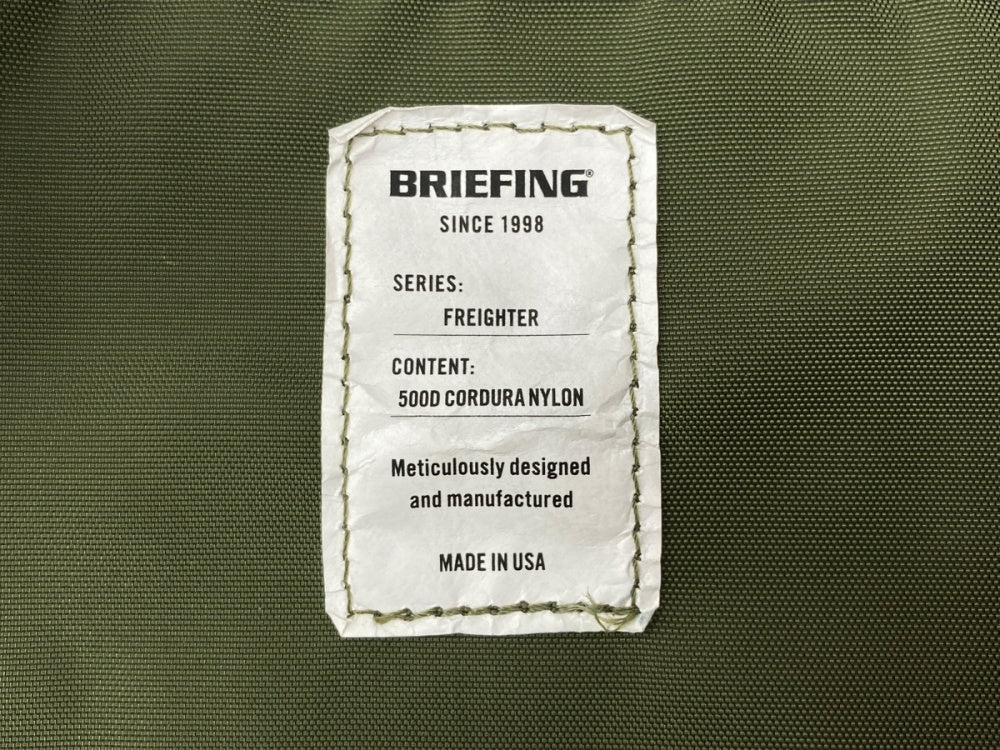 BRIEFING®
SINCE 1998
SERIES:
FREIGHTER
CONTENT:
500D CORDURA NYLON
Meticulously designed
and manufactured
MADE IN USA